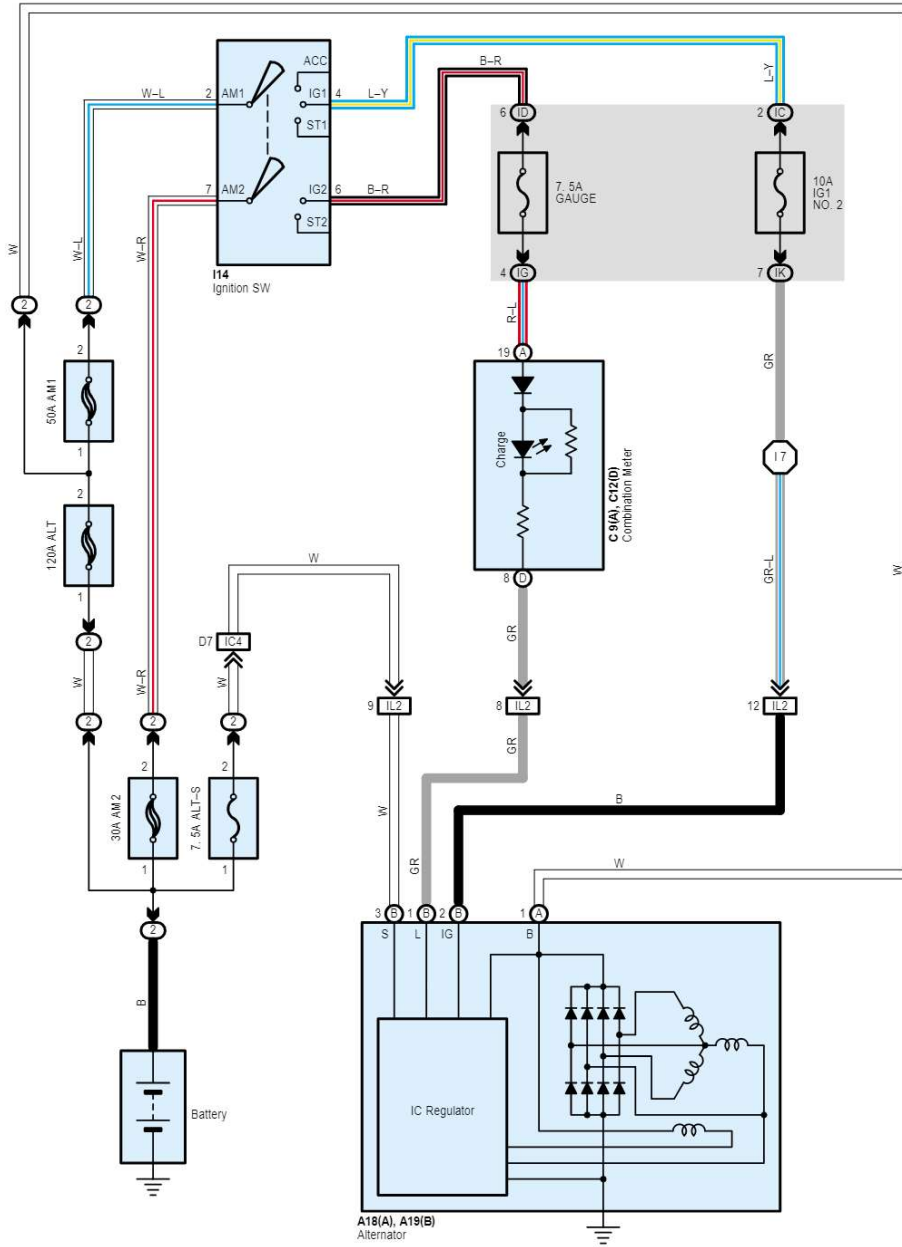 ACC
B–R
W–L
2
AM1
IG1
4
L–Y
L–Y
ST1
6
ID
2
IC
7
AM2
IG2
6
B–R
7. 5A
GAUGE
10A
IG1
NO. 2
ST2
W
W–L
W–R
I14
Ignition SW
4
IG
7
IK
2
2
R–L
2
19
A
GR
50A AM1
1
Charge
I 7
C 9(A), C12(D)
Combination Meter
2
120A ALT
1
W
8
D
W
GR–L
GR
2
D7
IC4
W
W–R
W
9
IL2
8
IL2
12
IL2
2
2
2
GR
2
2
B
30A AM2
7. 5A ALT–S
W
1
1
GR
W
3
B
1
B
2
B
1
A
2
S
L
IG
B
B
IC Regulator
Battery
A18(A), A19(B)
Alternator